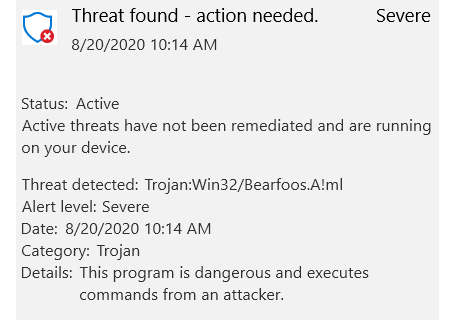 Threat found - action needed. Severe
8/20/2020 10:14 AM
Status: Active
Active threats have not been remediated and are running
on your device.
Threat detected: Trojan:Win32/Bearfoos.A!ml
Alert level: Severe
Date: 8/20/2020 10:14 AM
Category: Trojan
Details: This program is dangerous and executes
commands from an attacker.